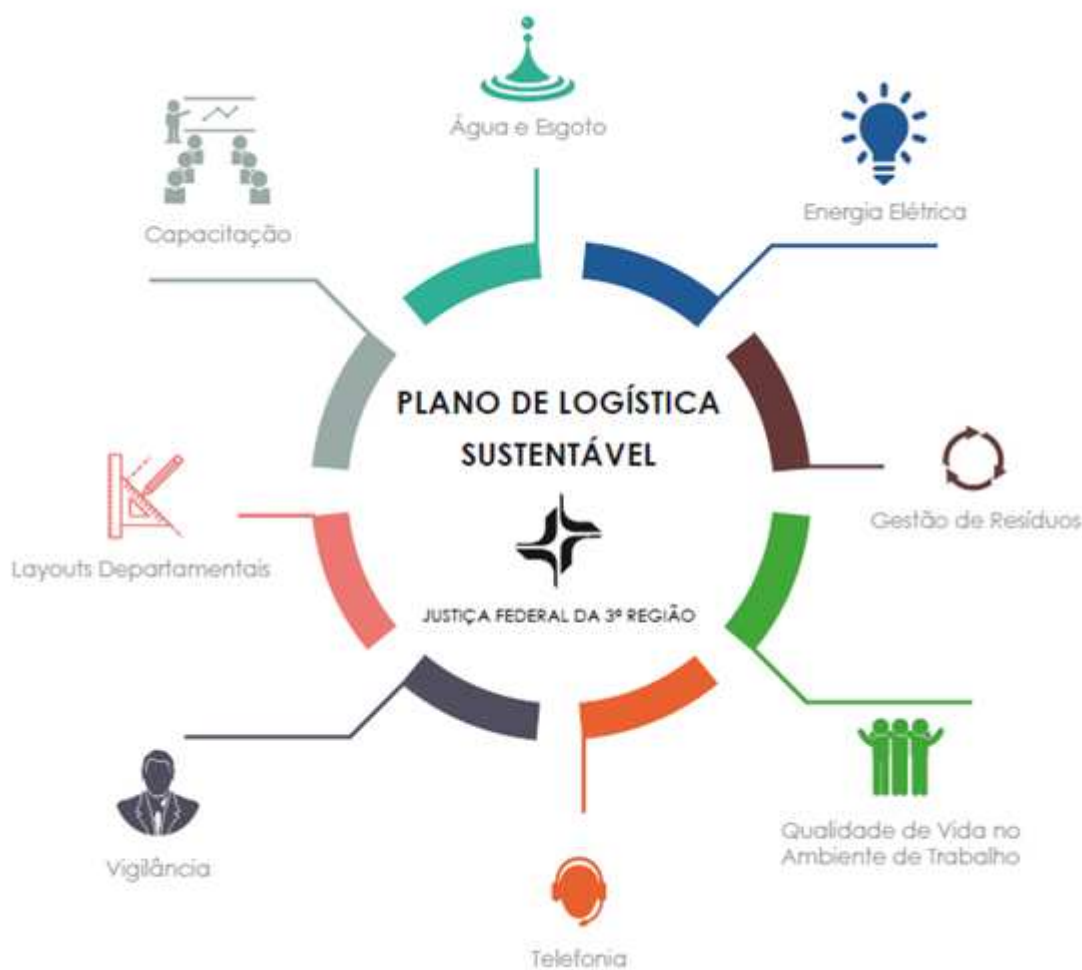 Água e Esgoto
Energia Elétrica
Capacitação
PLANO DE LOGÍSTICA
SUSTENTÁVEL
Gestão de Resíduos
Layouts Departamentais
JUSTIÇA FEDERAL DA 3ª REGIÃO
Qualidade de Vida no
Ambiente de Trabalho
Vigilância
Telefonia